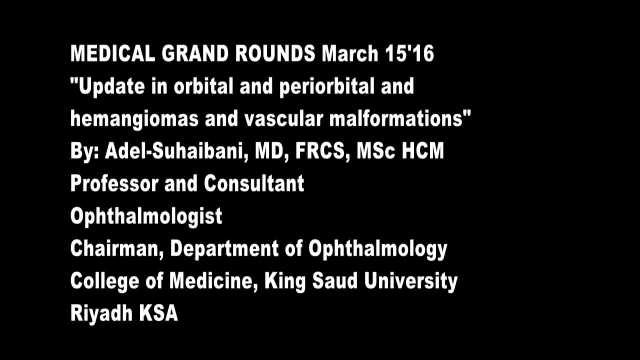 MEDICAL GRAND ROUNDS March 15'16
"Update in orbital and periorbital and
hemangiomas and vascular malformations"
By: Adel-Suhaibani, MD, FRCS, MSc HCM
Professor and Consultant
Ophthalmologist
Chairman, Department of Ophthalmology
College of Medicine, King Saud University
Riyadh KSA